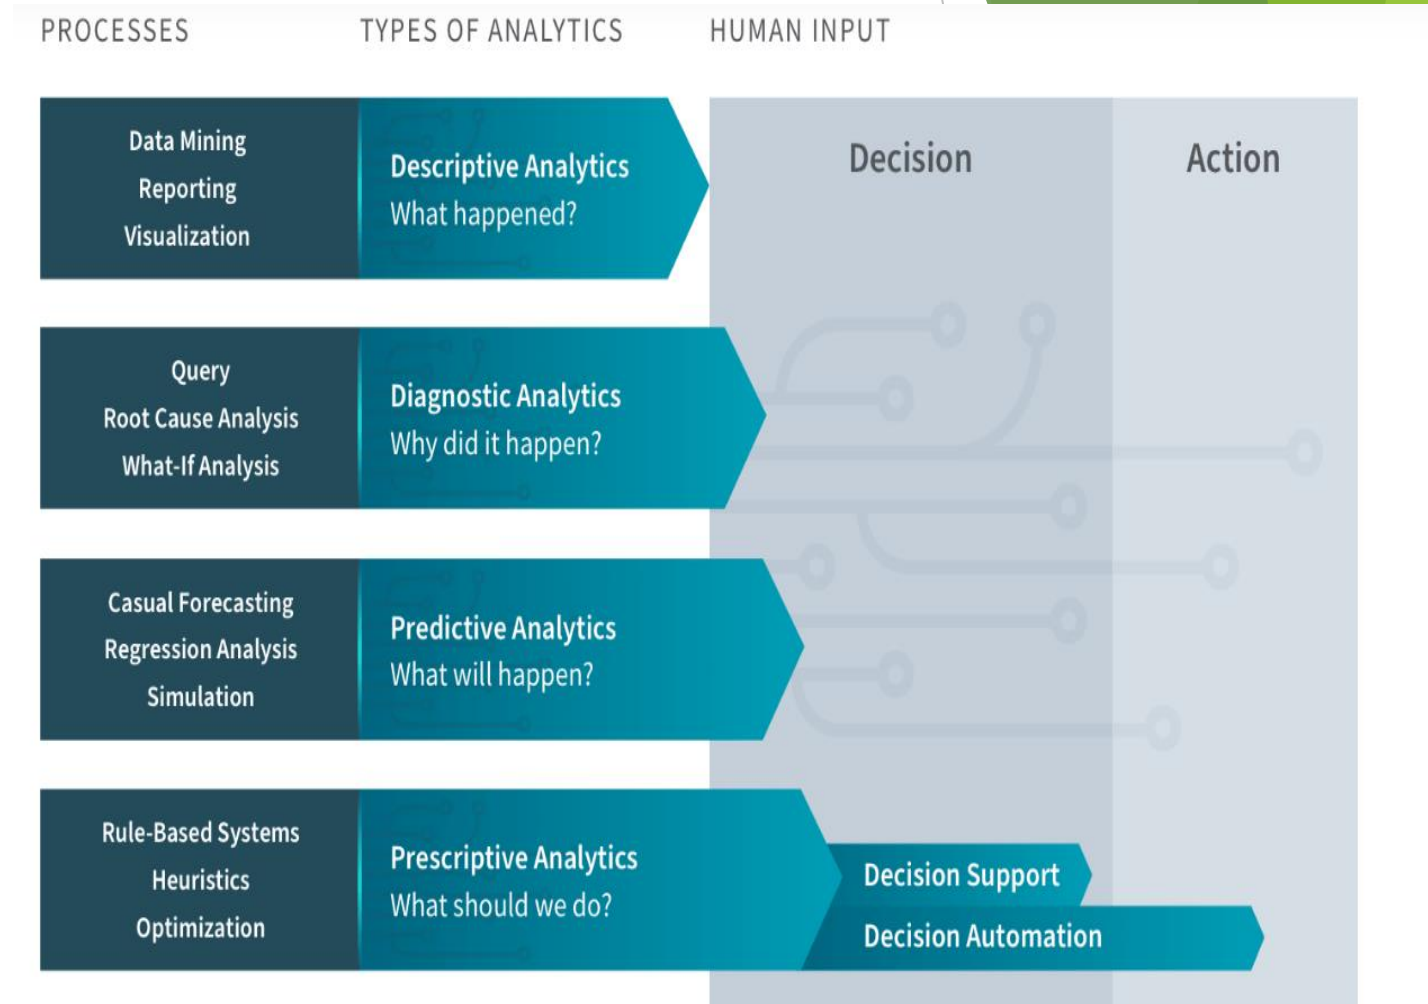 PROCESSES
TYPES OF ANALYTICS
HUMAN INPUT
Data Mining
Reporting
Visualization
Descriptive Analytics
What happened?
Decision
Action
Query
Root Cause Analysis
What-If Analysis
Diagnostic Analytics
Why did it happen?
Casual Forecasting
Regression Analysis
Simulation
Predictive Analytics
What will happen?
Rule-Based Systems
Heuristics
Optimization
Prescriptive Analytics
What should we do?
Decision Support
Decision Automation